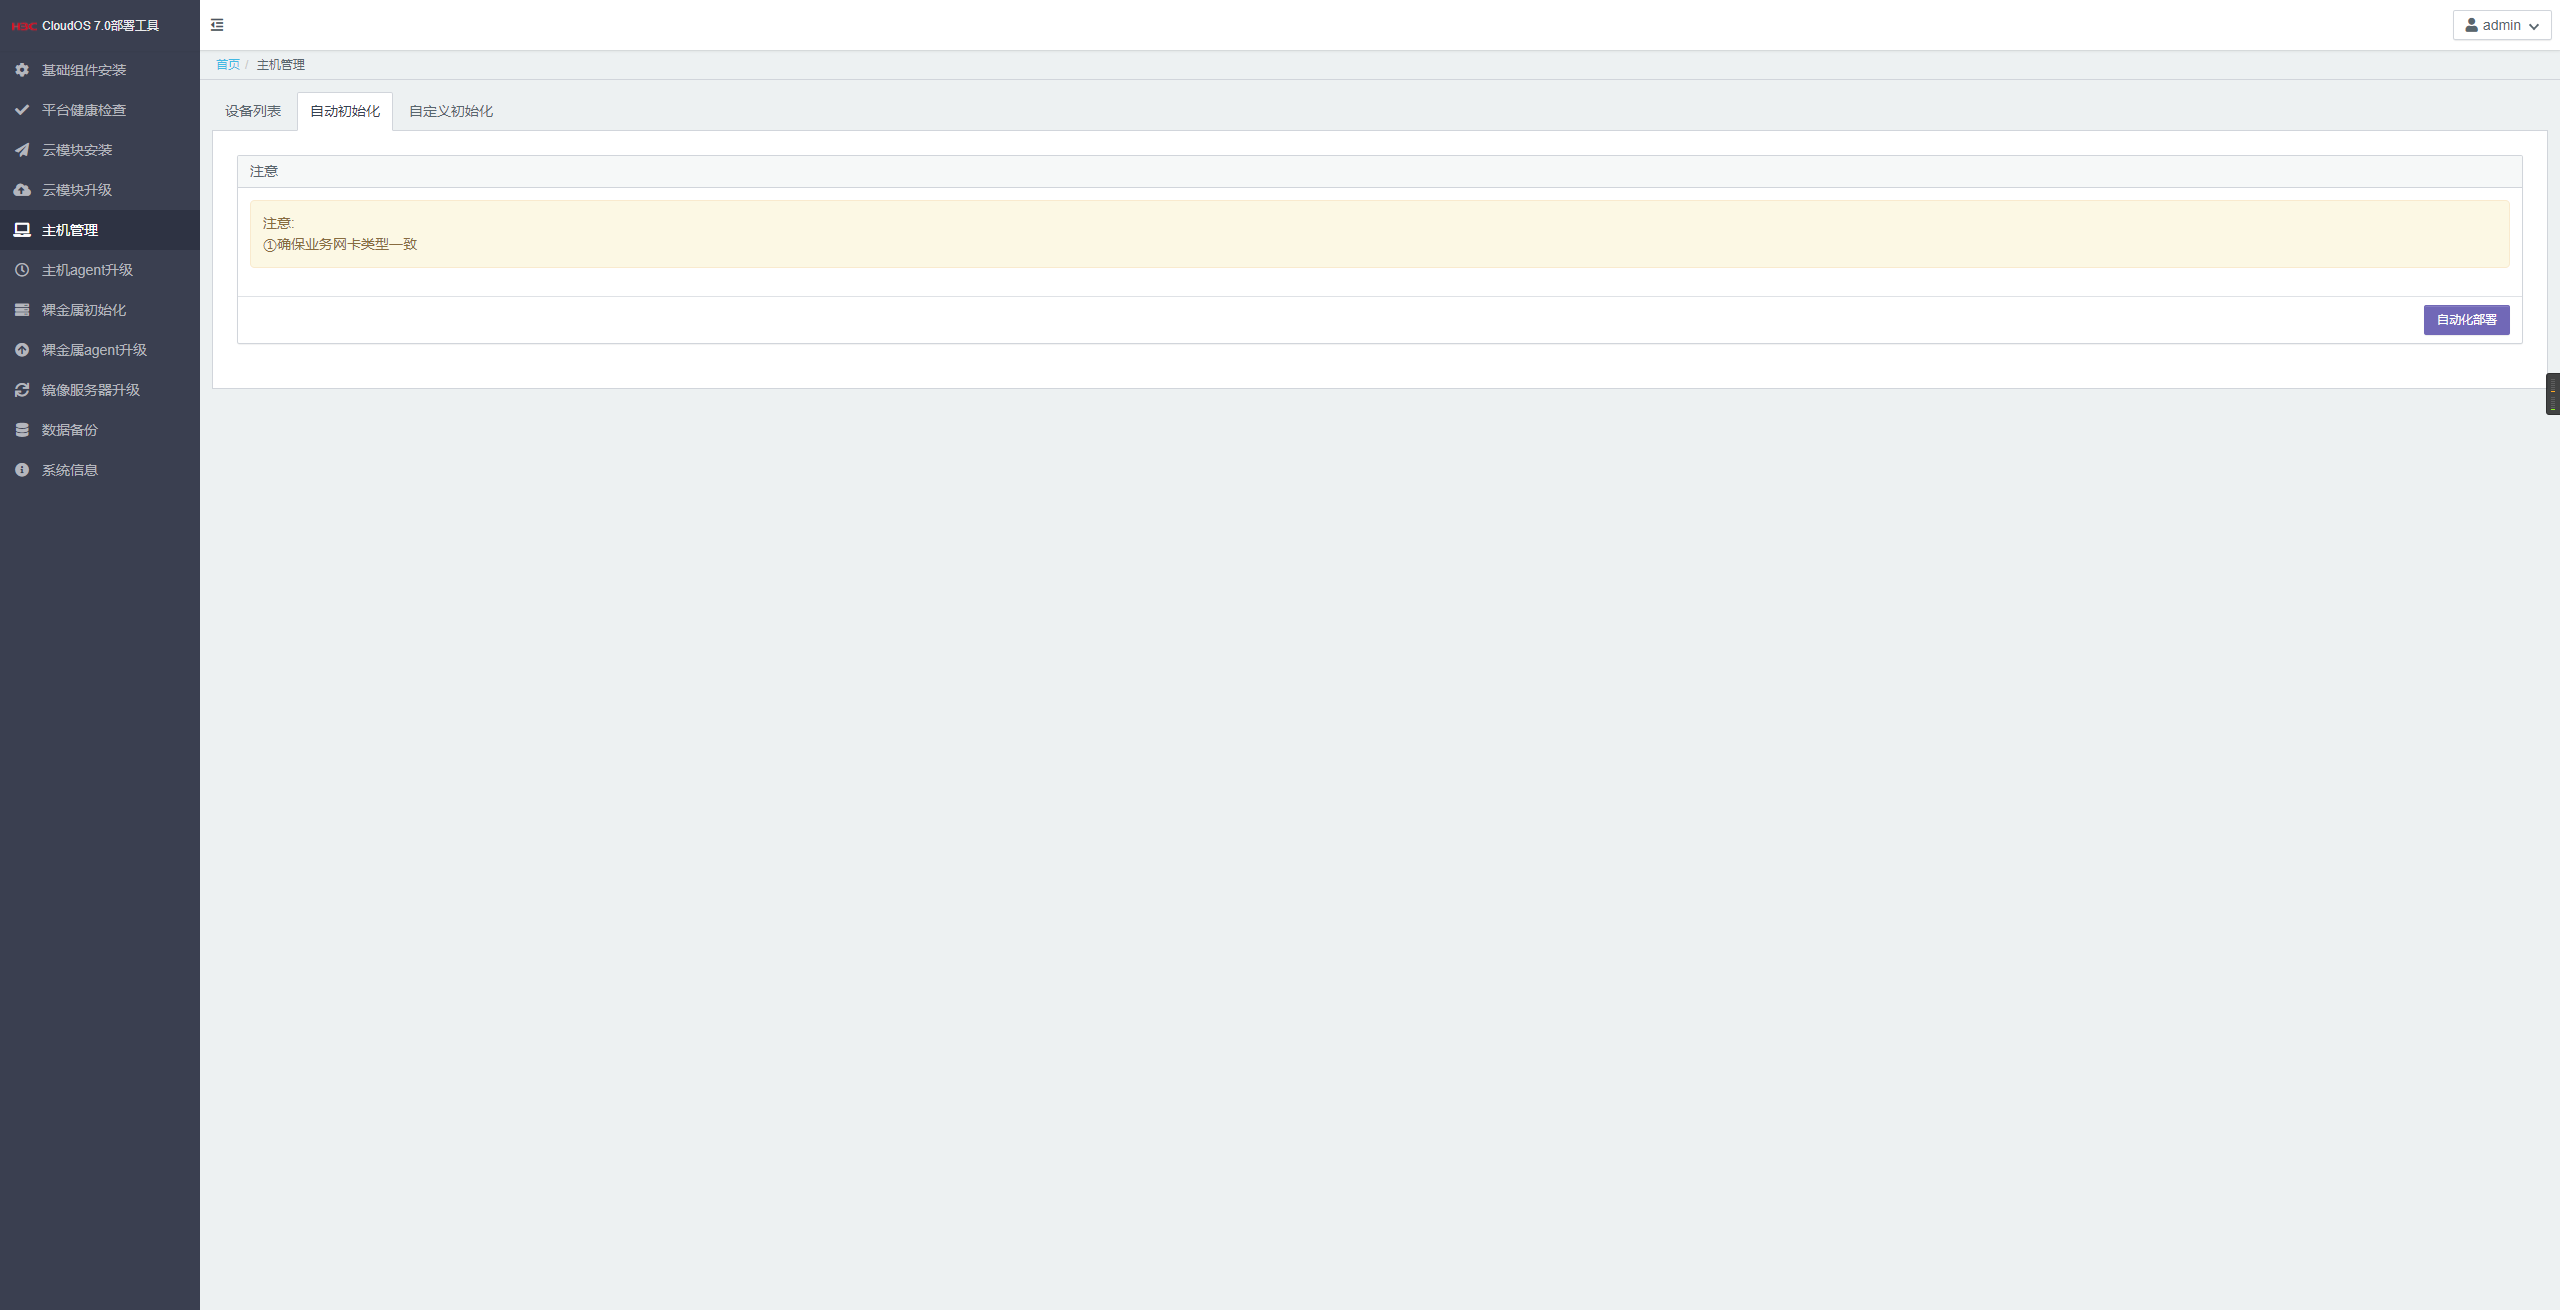 H3C CloudOS 7.0部署工具
admin
基础组件安装
平台健康检查
云模块安装
云模块升级
主机管理
主机agent升级
裸金属初始化
裸金属agent升级
镜像服务器升级
数据备份
系统信息
首页 / 主机管理
设备列表 自动初始化 自定义初始化
注意
注意:
①确保业务网卡类型一致
自动化部署